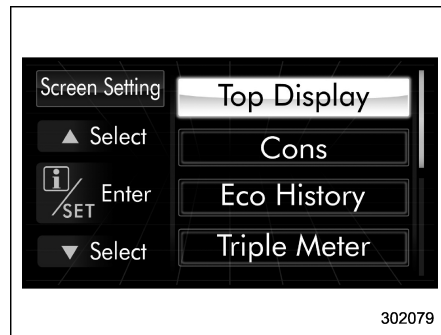 Screen Setting
▲ Select
i/SET Enter
▼ Select
Top Display
Cons
Eco History
Triple Meter
302079